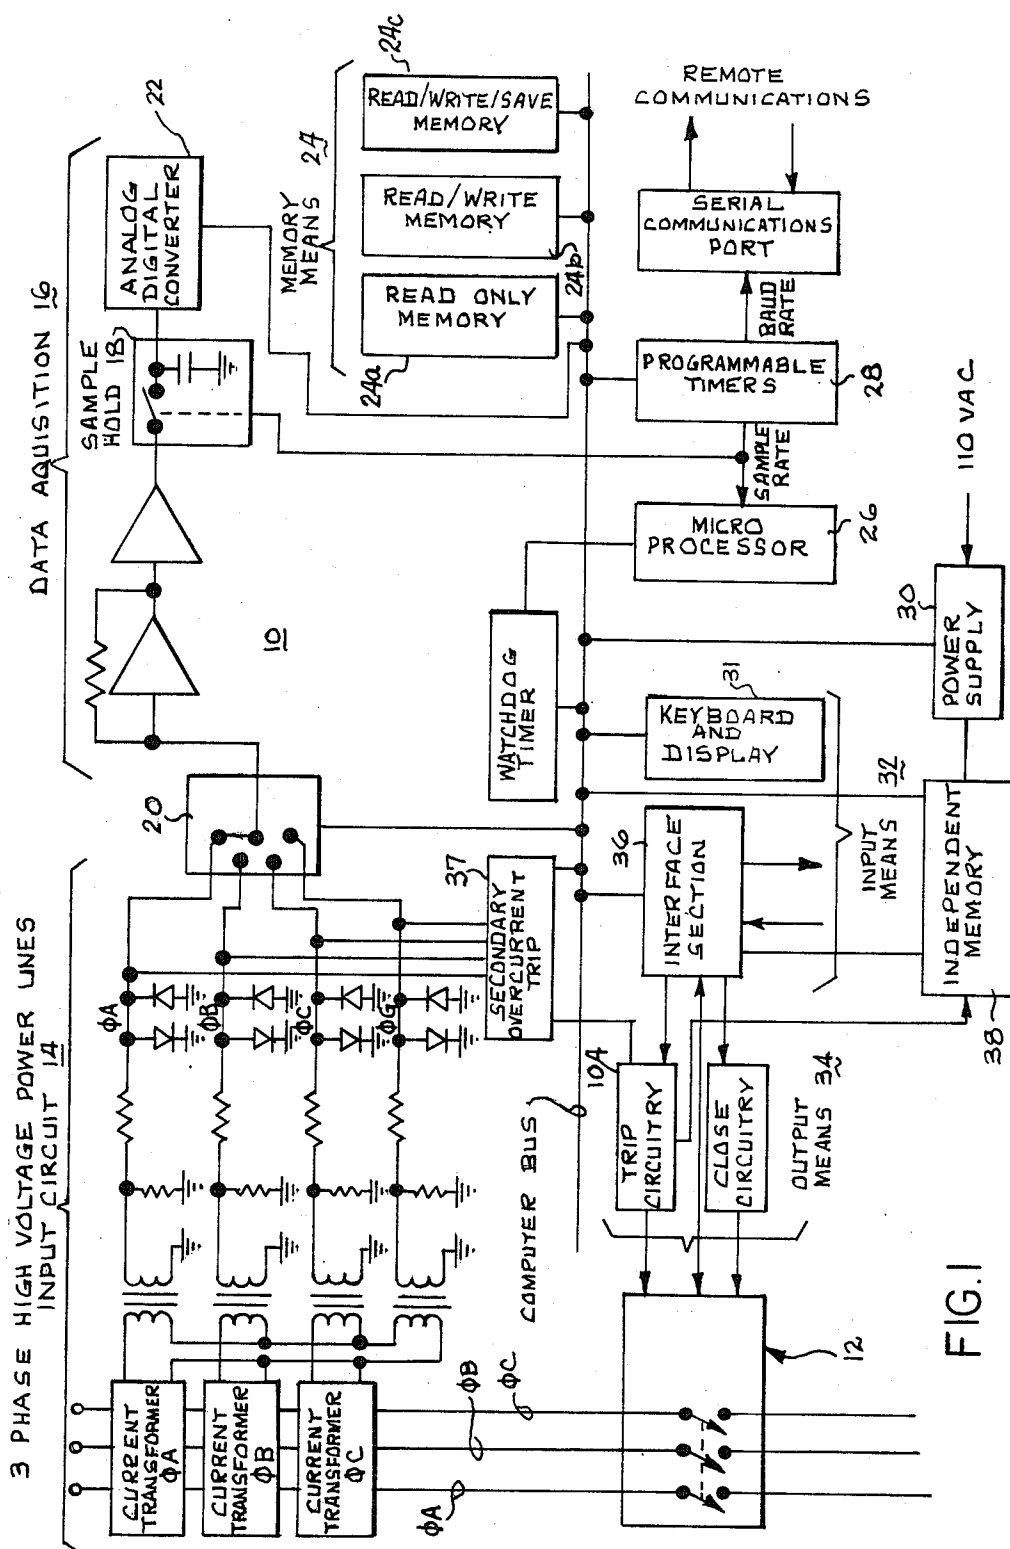 3 PHASE HIGH VOLTAGE POWER LINES
INPUT CIRCUIT 14
DATA AQUISITION 16
CURRENT
TRANSFORMER
ΦA
CURRENT
TRANSFORMER
ΦB
CURRENT
TRANSFORMER
ΦC
ΦA
ΦB
ΦC
ΦG
20
101
SAMPLE
HOLD 18
ANALOG
DIGITAL
CONVERTER
22
MEMORY
MEANS 24
READ ONLY
MEMORY
24a
READ/WRITE
MEMORY
24b
READ/WRITE/SAVE
MEMORY
24c
SECONDARY
OVERCURRENT
TRIP
37
WATCHDOG
TIMER
COMPUTER BUS
ΦA
ΦB
ΦC
12
TRIP
CIRCUITRY
10A
CLOSE
CIRCUITRY
OUTPUT
MEANS 34
INTERFACE
SECTION
36
KEYBOARD
AND
DISPLAY
31
INPUT
MEANS
32
MICRO
PROCESSOR
26
SAMPLE
RATE
PROGRAMMABLE
TIMERS
28
BAUD
RATE
SERIAL
COMMUNICATIONS
PORT
REMOTE
COMMUNICATIONS
INDEPENDENT
MEMORY
38
POWER
SUPPLY
30
110 VAC
FIG.1